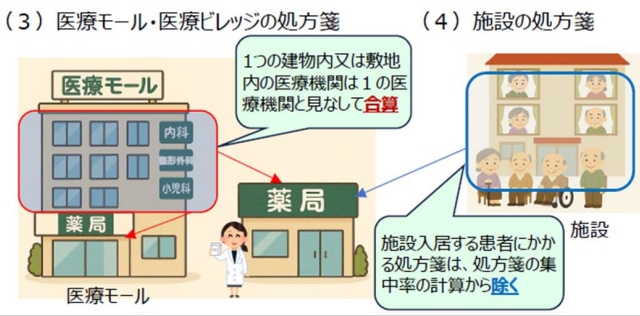 （３）医療モール・医療ビレッジの処方箋
（４）施設の処方箋
1つの建物内又は敷地
内の医療機関は１の医
療機関と見なして合算
医療モール
内科
整形外科
小児科
薬局
薬局
医療モール
施設
施設入居する患者にかか
る処方箋は、処方箋の集
中率の計算から除く